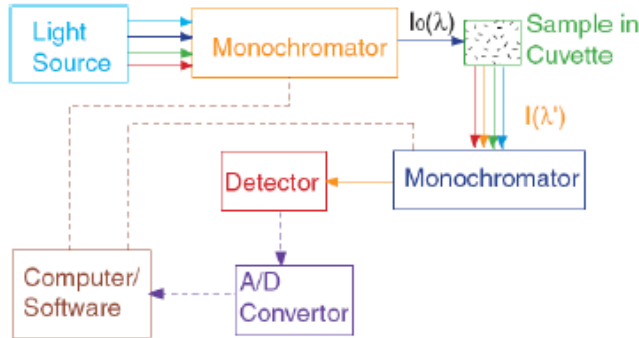 Light
Source
Monochromator
I₀(λ)
Sample in
Cuvette
I(λ')
Detector
Monochromator
Computer/
Software
A/D
Convertor